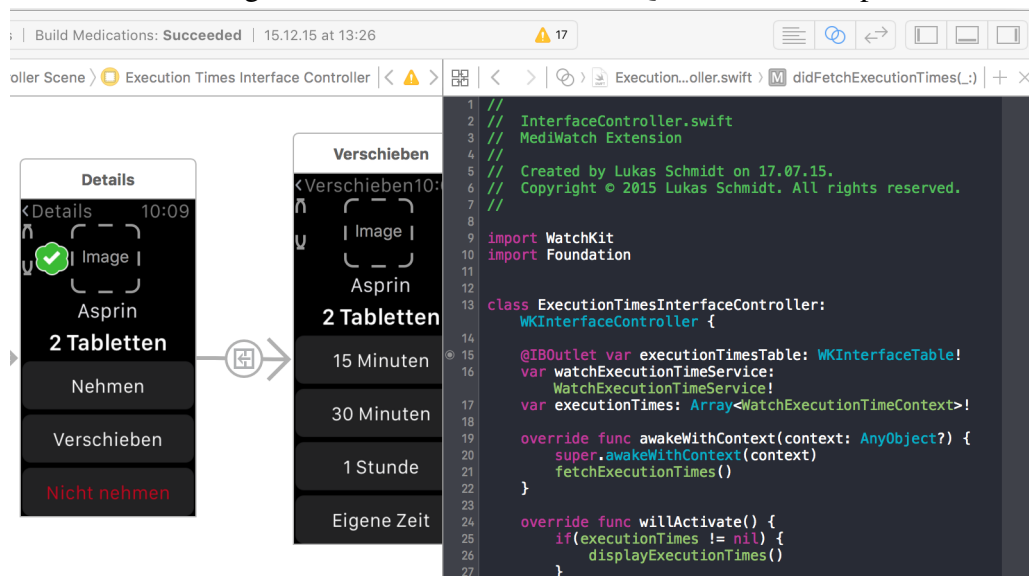 Build Medications: Succeeded | 15.12.15 at 13:26
17
oller Scene 〉 Execution Times Interface Controller
Execution...oller.swift 〉 M didFetchExecutionTimes(_:)
Details
<Details 10:09
Image
Asprin
2 Tabletten
Nehmen
Verschieben
Nicht nehmen
Verschieben
<Verschieben10:
Image
Asprin
2 Tabletten
15 Minuten
30 Minuten
1 Stunde
Eigene Zeit
1 //
2 // InterfaceController.swift
3 // MediWatch Extension
4 //
5 // Created by Lukas Schmidt on 17.07.15.
6 // Copyright © 2015 Lukas Schmidt. All rights reserved.
7 //
8
9 import WatchKit
10 import Foundation
11
12
13 class ExecutionTimesInterfaceController:
WKInterfaceController {
14
15 @IBOutlet var executionTimesTable: WKInterfaceTable!
16 var watchExecutionTimeService:
WatchExecutionTimeService!
17 var executionTimes: Array<WatchExecutionTimeContext>!
18
19 override func awakeWithContext(context: AnyObject?) {
20 super.awakeWithContext(context)
21 fetchExecutionTimes()
22 }
23
24 override func willActivate() {
25 if(executionTimes != nil) {
26 displayExecutionTimes()
27 }